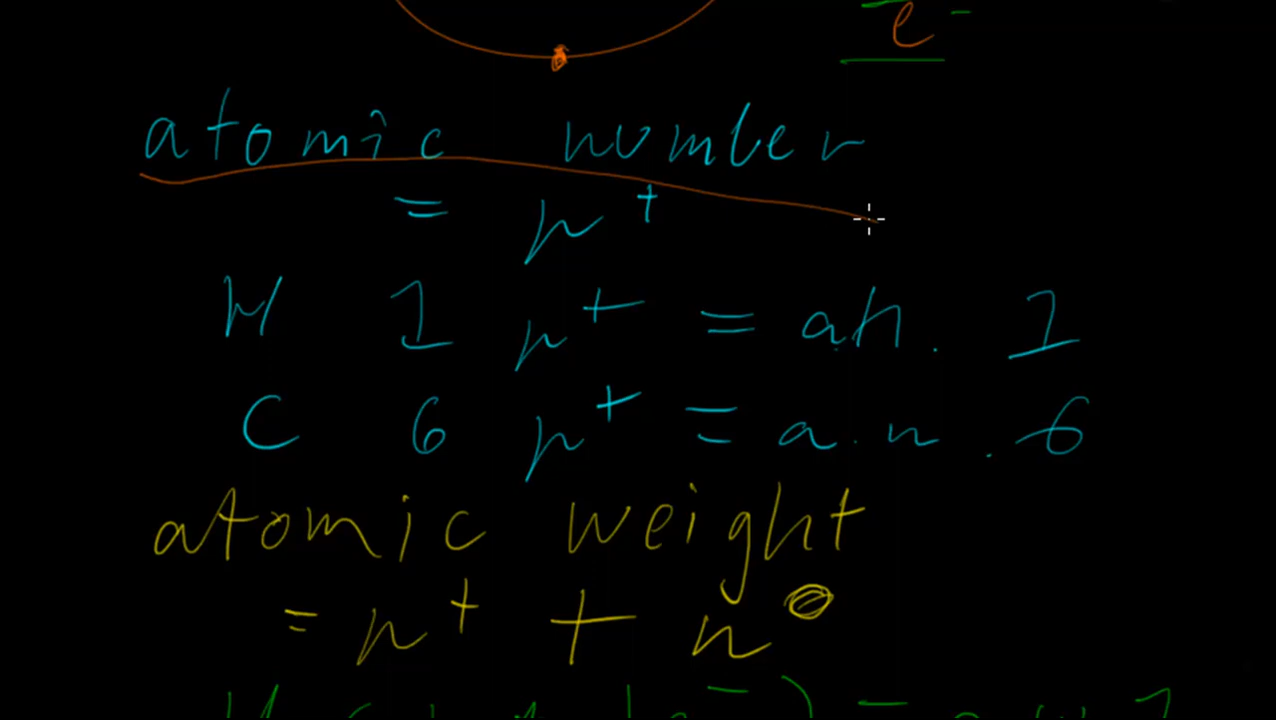 e⁻
atomic number
= p⁺
H 1 p⁺ = a.n. 1
C 6 p⁺ = a.n. 6
atomic weight
= p⁺ + n⁰